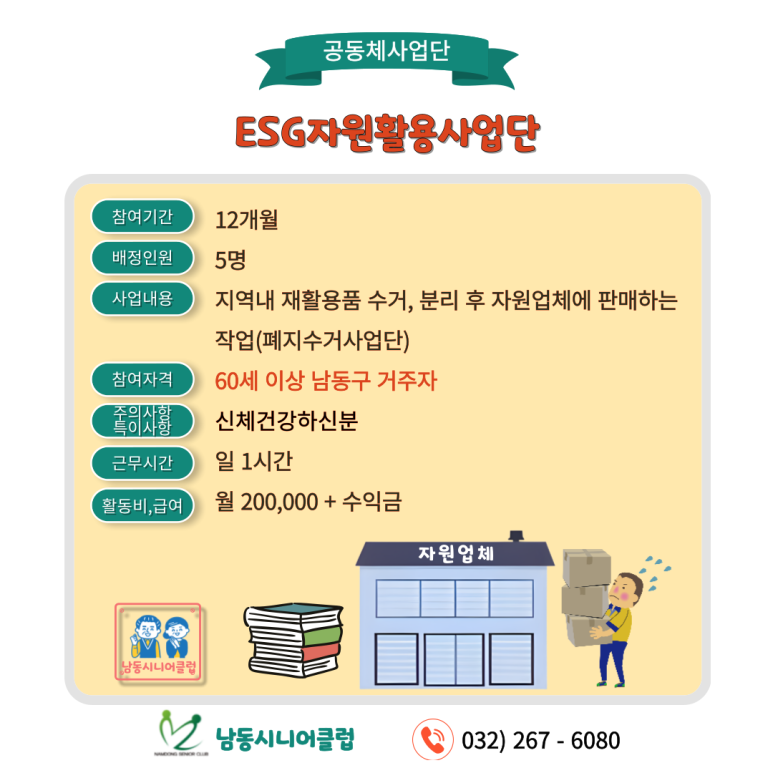 공동체사업단
ESG자원활용사업단
참여기간
12개월
배정인원
5명
사업내용
지역내 재활용품 수거, 분리 후 자원업체에 판매하는
작업(폐지수거사업단)
참여자격
60세 이상 남동구 거주자
주의사항
특이사항
신체건강하신분
근무시간
일 1시간
활동비,급여
월 200,000 + 수익금
자원업체
남동시니어클럽
NAMDONG SENIOR CLUB
남동시니어클럽
032) 267 - 6080